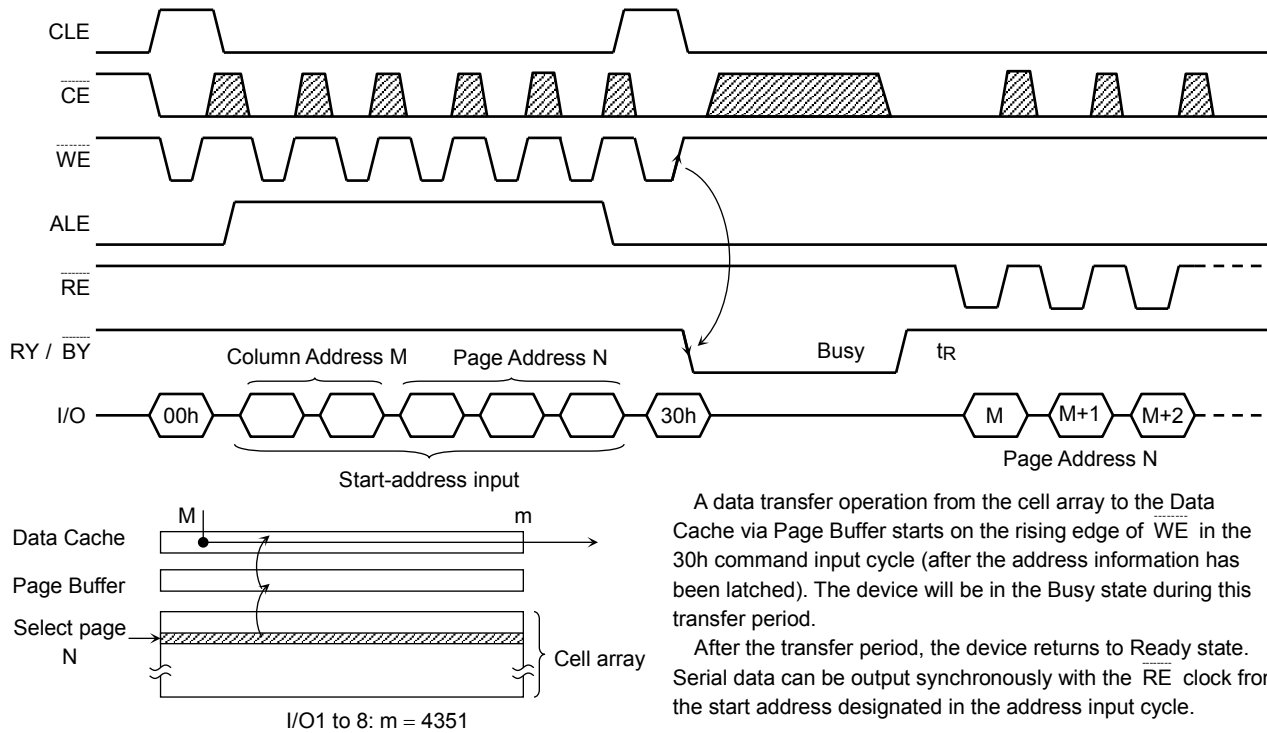 CLE
CE
WE
ALE
RE
RY / BY
Busy
tR
Column Address M
Page Address N
I/O
00h
30h
M
M+1
M+2
Start-address input
Page Address N
M
m
Data Cache
Page Buffer
Select page
N
Cell array
I/O1 to 8: m = 4351
A data transfer operation from the cell array to the Data
Cache via Page Buffer starts on the rising edge of WE in the
30h command input cycle (after the address information has
been latched). The device will be in the Busy state during this
transfer period.
After the transfer period, the device returns to Ready state.
Serial data can be output synchronously with the RE clock from
the start address designated in the address input cycle.